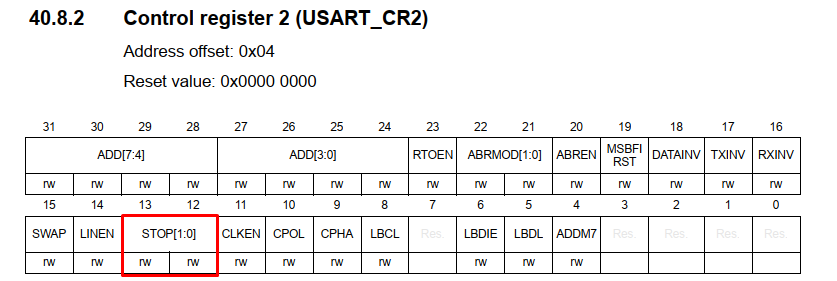 40.8.2 Control register 2 (USART_CR2)
Address offset: 0x04
Reset value: 0x0000 0000
31 30 29 28 27 26 25 24 23 22 21 20 19 18 17 16
ADD[7:4] ADD[3:0] RTOEN ABRMOD[1:0] ABREN MSBFI RST DATAINV TXINV RXINV
rw rw rw rw rw rw rw rw rw rw rw rw rw rw rw rw
15 14 13 12 11 10 9 8 7 6 5 4 3 2 1 0
SWAP LINEN STOP[1:0] CLKEN CPOL CPHA LBCL Res. LBDIE LBDL ADDM7 Res. Res. Res. Res.
rw rw rw rw rw rw rw rw rw rw rw